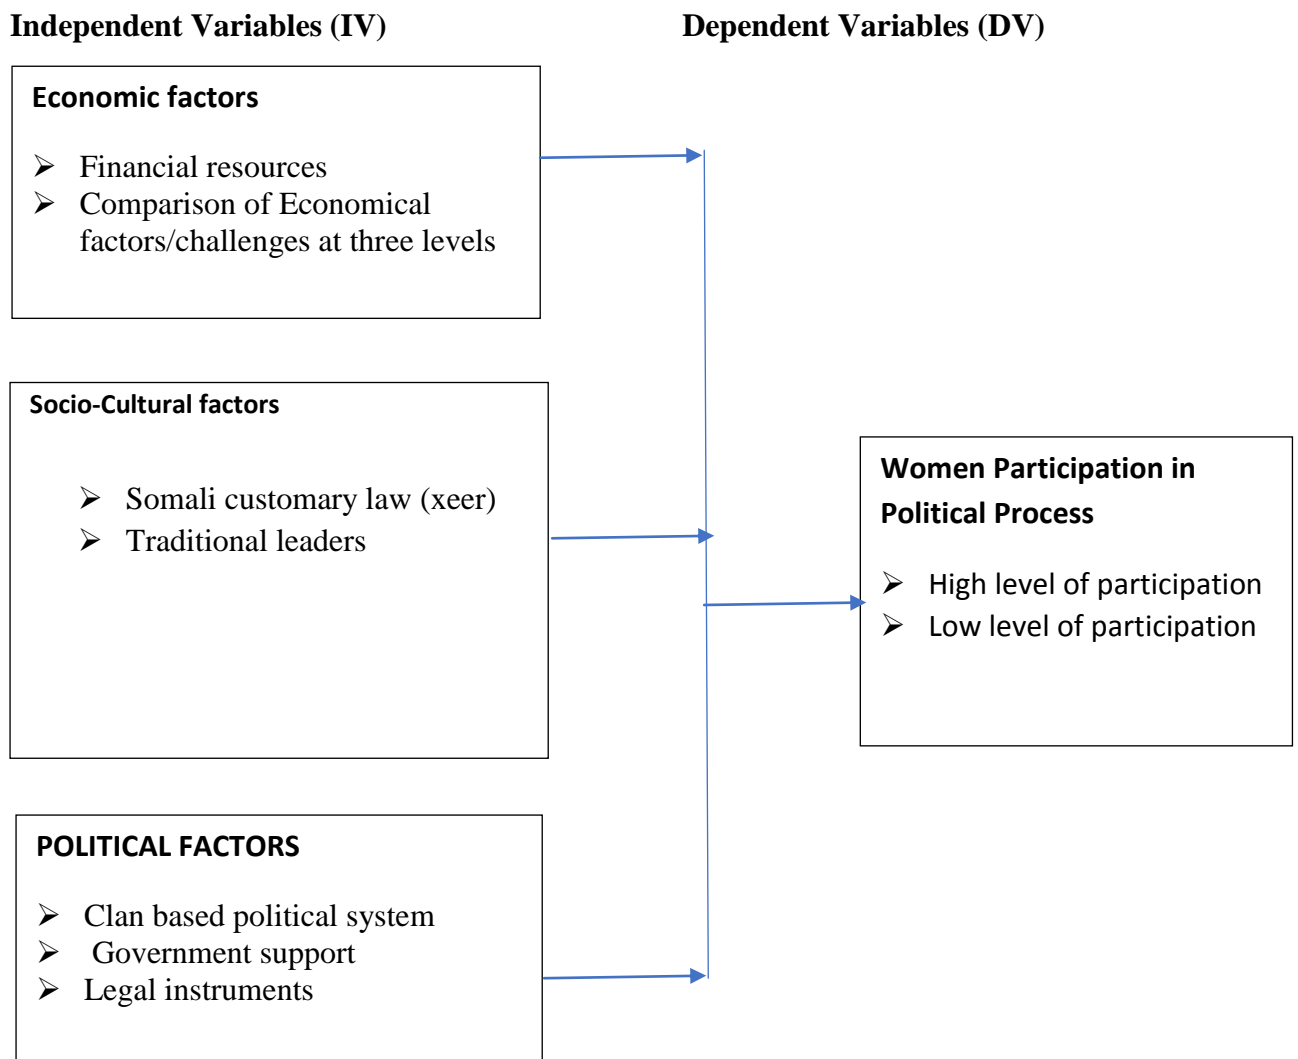 Independent Variables (IV)
Dependent Variables (DV)
Economic factors
➢ Financial resources
➢ Comparison of Economical
factors/challenges at three levels
Socio-Cultural factors
➢ Somali customary law (xeer)
➢ Traditional leaders
POLITICAL FACTORS
➢ Clan based political system
➢ Government support
➢ Legal instruments
Women Participation in
Political Process
➢ High level of participation
➢ Low level of participation